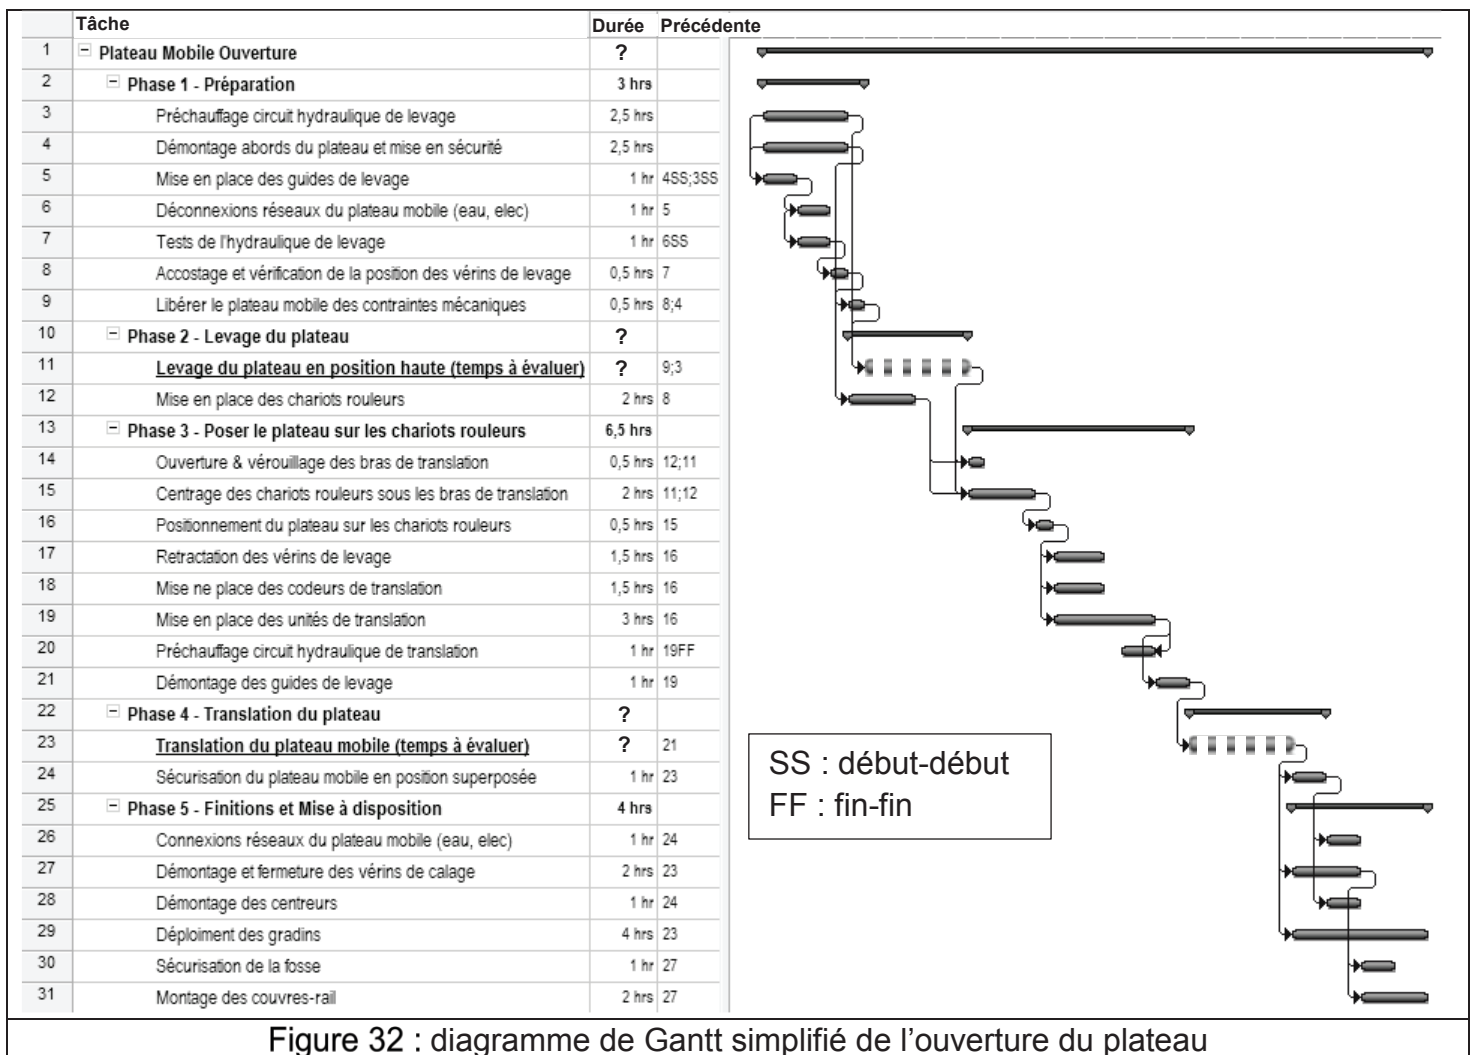 Tâche Durée Précédente
1 Plateau Mobile Ouverture ?
2 Phase 1 - Préparation 3 hrs
3 Préchauffage circuit hydraulique de levage 2,5 hrs
4 Démontage abords du plateau et mise en sécurité 2,5 hrs
5 Mise en place des guides de levage 1 hr 4SS;3SS
6 Déconnexions réseaux du plateau mobile (eau, elec) 1 hr 5
7 Tests de l'hydraulique de levage 1 hr 6SS
8 Accostage et vérification de la position des vérins de levage 0,5 hrs 7
9 Libérer le plateau mobile des contraintes mécaniques 0,5 hrs 8;4
10 Phase 2 - Levage du plateau ?
11 Levage du plateau en position haute (temps à évaluer) ? 9;3
12 Mise en place des chariots rouleurs 2 hrs 8
13 Phase 3 - Poser le plateau sur les chariots rouleurs 6,5 hrs
14 Ouverture & vérouillage des bras de translation 0,5 hrs 12;11
15 Centrage des chariots rouleurs sous les bras de translation 2 hrs 11;12
16 Positionnement du plateau sur les chariots rouleurs 0,5 hrs 15
17 Retractation des vérins de levage 1,5 hrs 16
18 Mise ne place des codeurs de translation 1,5 hrs 16
19 Mise en place des unités de translation 3 hrs 16
20 Préchauffage circuit hydraulique de translation 1 hr 19FF
21 Démontage des guides de levage 1 hr 19
22 Phase 4 - Translation du plateau ?
23 Translation du plateau mobile (temps à évaluer) ? 21
24 Sécurisation du plateau mobile en position superposée 1 hr 23
25 Phase 5 - Finitions et Mise à disposition 4 hrs
26 Connexions réseaux du plateau mobile (eau, elec) 1 hr 24
27 Démontage et fermeture des vérins de calage 2 hrs 23
28 Démontage des centreurs 1 hr 24
29 Déploiment des gradins 4 hrs 23
30 Sécurisation de la fosse 1 hr 27
31 Montage des couvres-rail 2 hrs 27
SS : début-début
FF : fin-fin
Figure 32 : diagramme de Gantt simplifié de l'ouverture du plateau